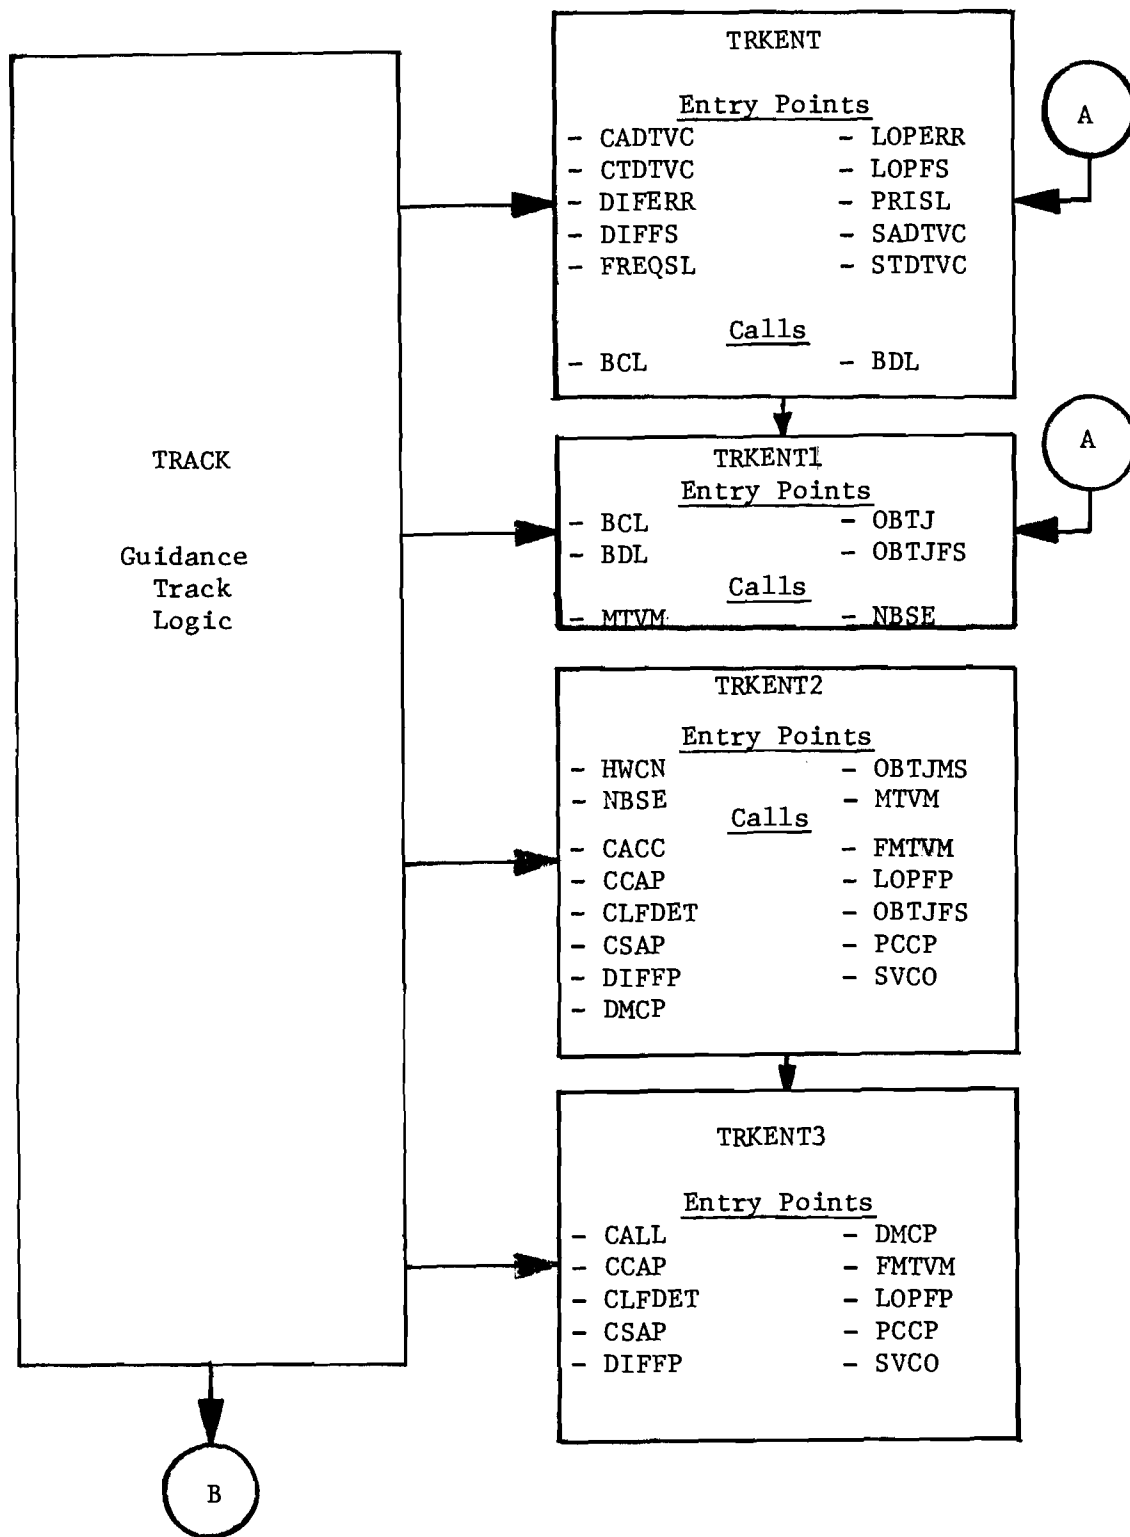 TRACK
Guidance
Track
Logic
B
TRKENT
Entry Points
- CADTVC - LOPERR
- CTDTVC - LOPFS
- DIFERR - PRISL
- DIFFS - SADTVC
- FREQSL - STDTVC
Calls
- BCL - BDL
A
TRKENT1
Entry Points
- BCL - OBTJ
- BDL - OBTJFS
Calls
- MTVM - NBSE
A
TRKENT2
Entry Points
- HWCN - OBTJMS
- NBSE - MTVM
Calls
- CACC - FMTVM
- CCAP - LOPFP
- CLFDET - OBTJFS
- CSAP - PCCP
- DIFFP - SVCO
- DMCP
TRKENT3
Entry Points
- CALL - DMCP
- CCAP - FMTVM
- CLFDET - LOPFP
- CSAP - PCCP
- DIFFP - SVCO